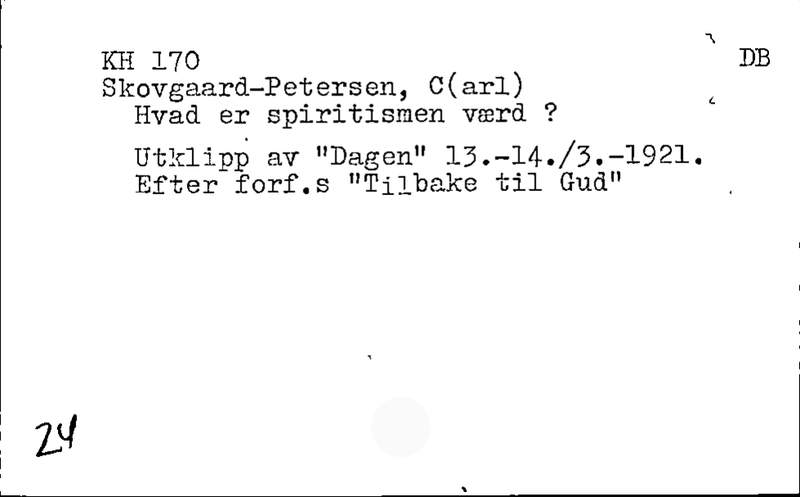 KH 170
DB
Skovgaard-Petersen, C(arl)
Hvad er spiritismen værd ?
Utklipp av "Dagen" 13.-14./3.-1921.
Efter forf.s "Tilbake til Gud"
24